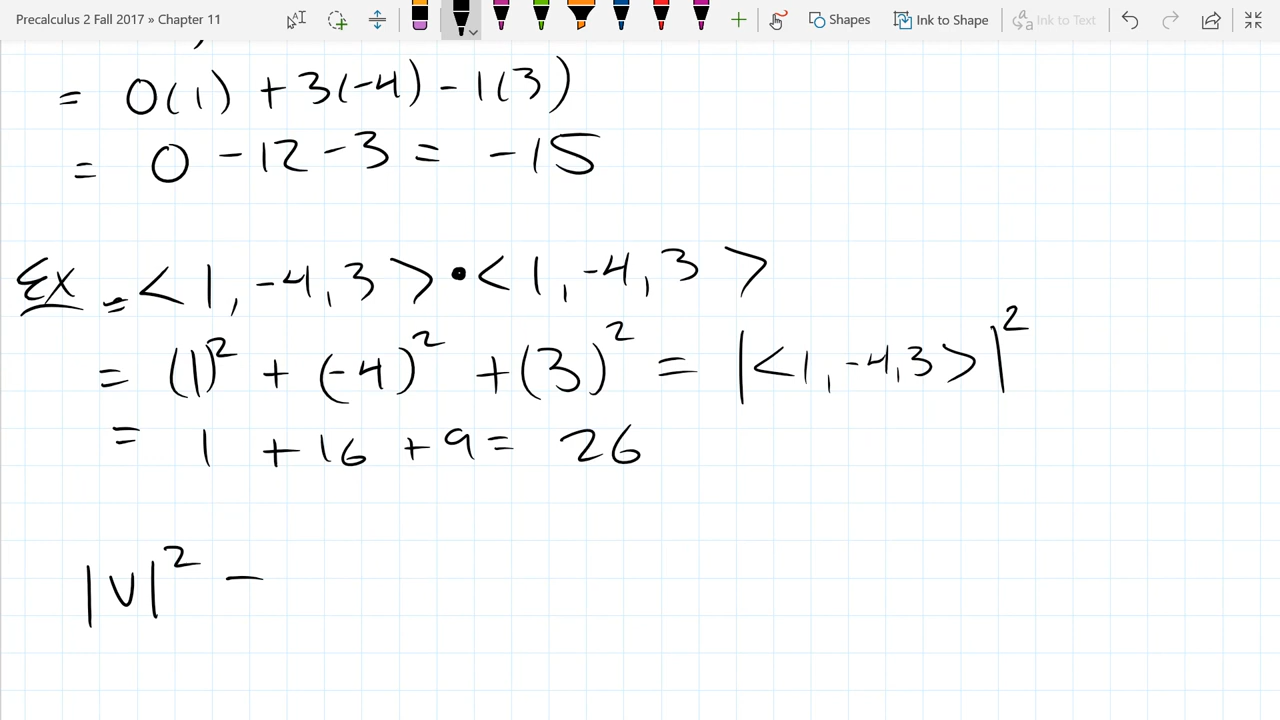 Precalculus 2 Fall 2017 » Chapter 11
Shapes
Ink to Shape
Ink to Text
= 0(1) + 3(-4) - 1(3)
= 0 - 12 - 3 = -15
Ex = < 1, -4, 3 > • < 1, -4, 3 >
= (1)² + (-4)² + (3)² = |< 1, -4, 3 >|²
= 1 + 16 + 9 = 26
|v|² -